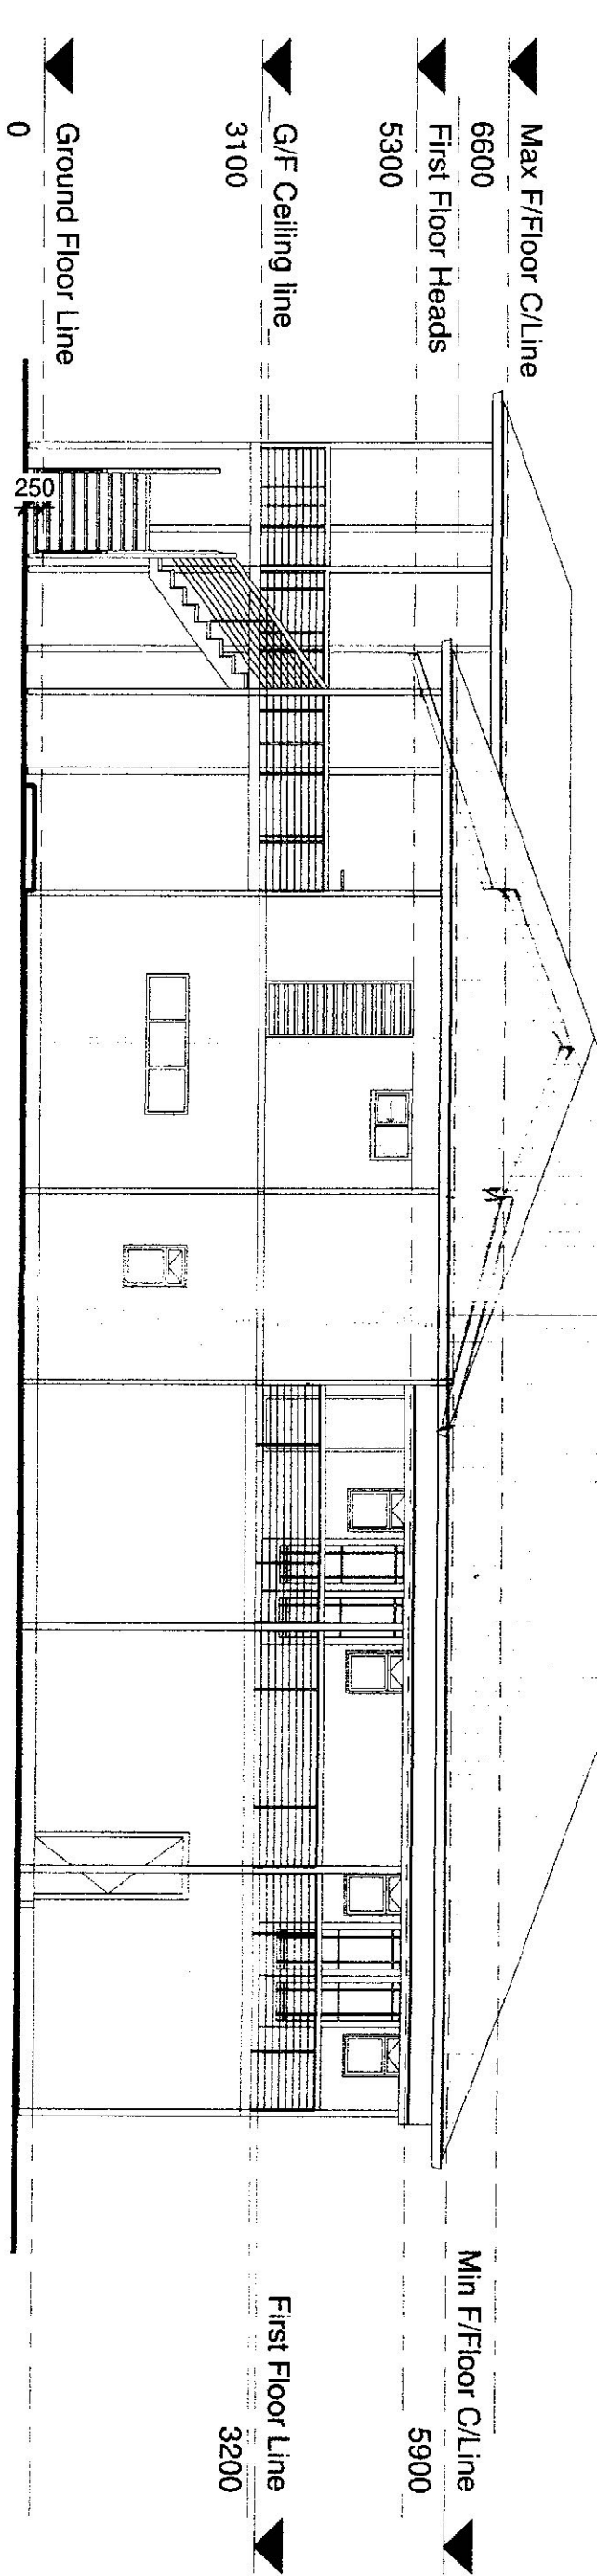 Max F/Floor C/Line
6600
First Floor Heads
5300
G/F Ceiling line
3100
Ground Floor Line
0
250
Min F/Floor C/Line
5900
First Floor Line
3200